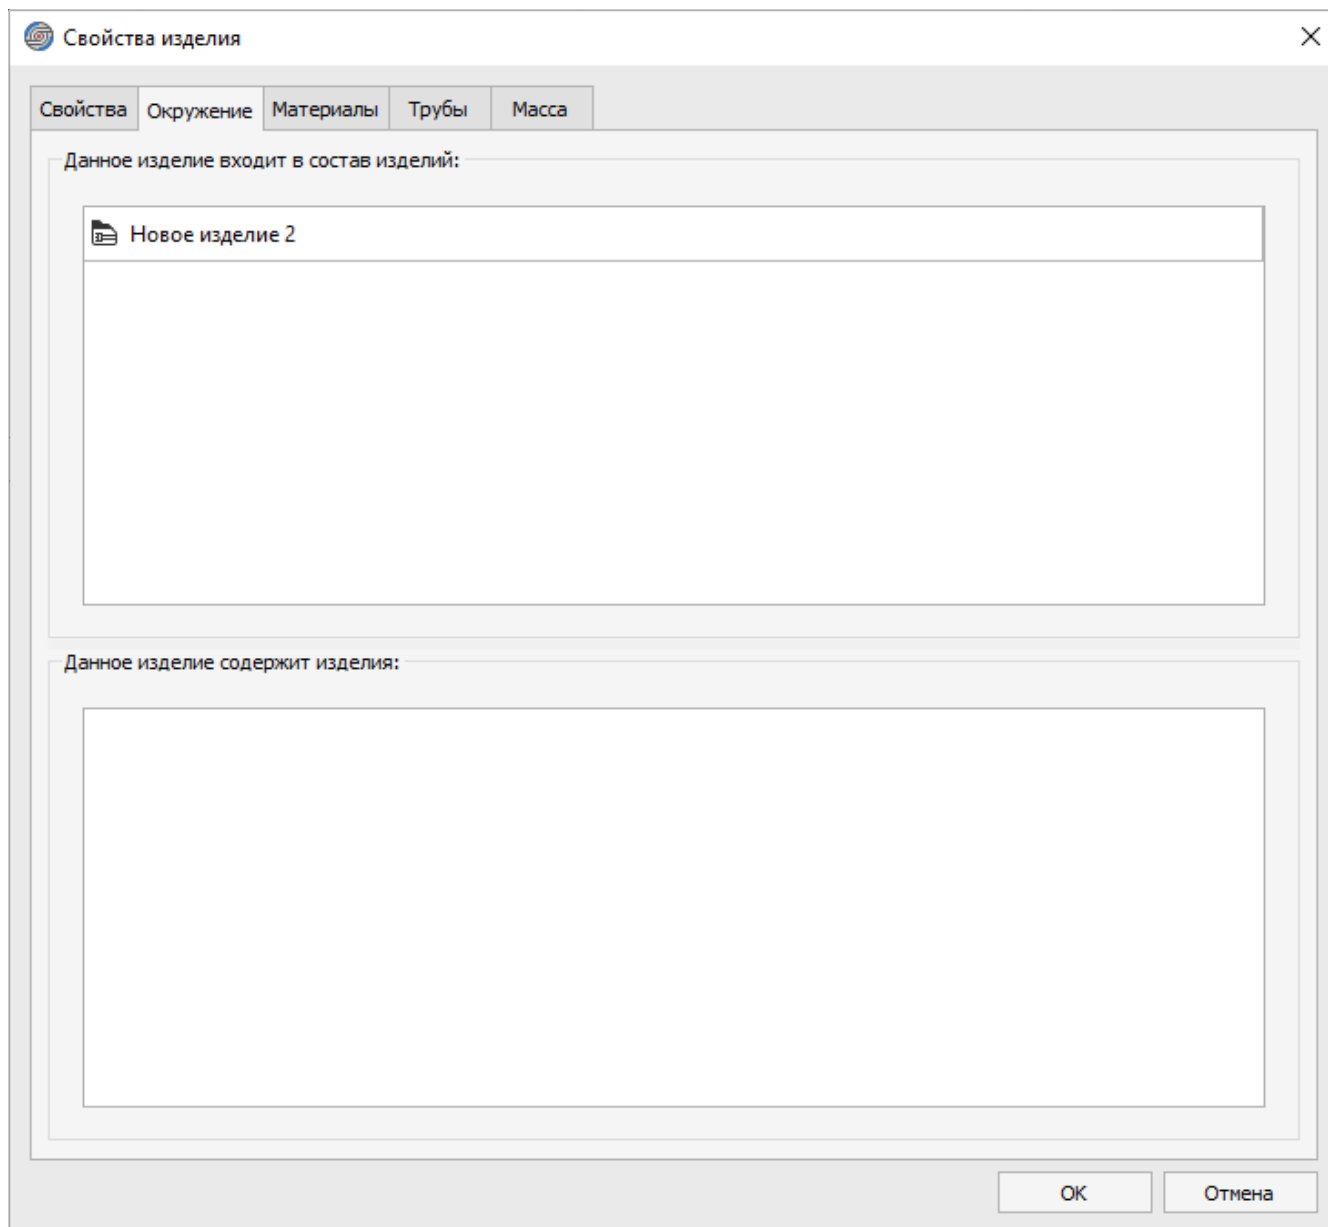 Свойства изделия
Свойства Окружение Материалы Трубы Масса
Данное изделие входит в состав изделий:
Новое изделие 2
Данное изделие содержит изделия:
OK Отмена